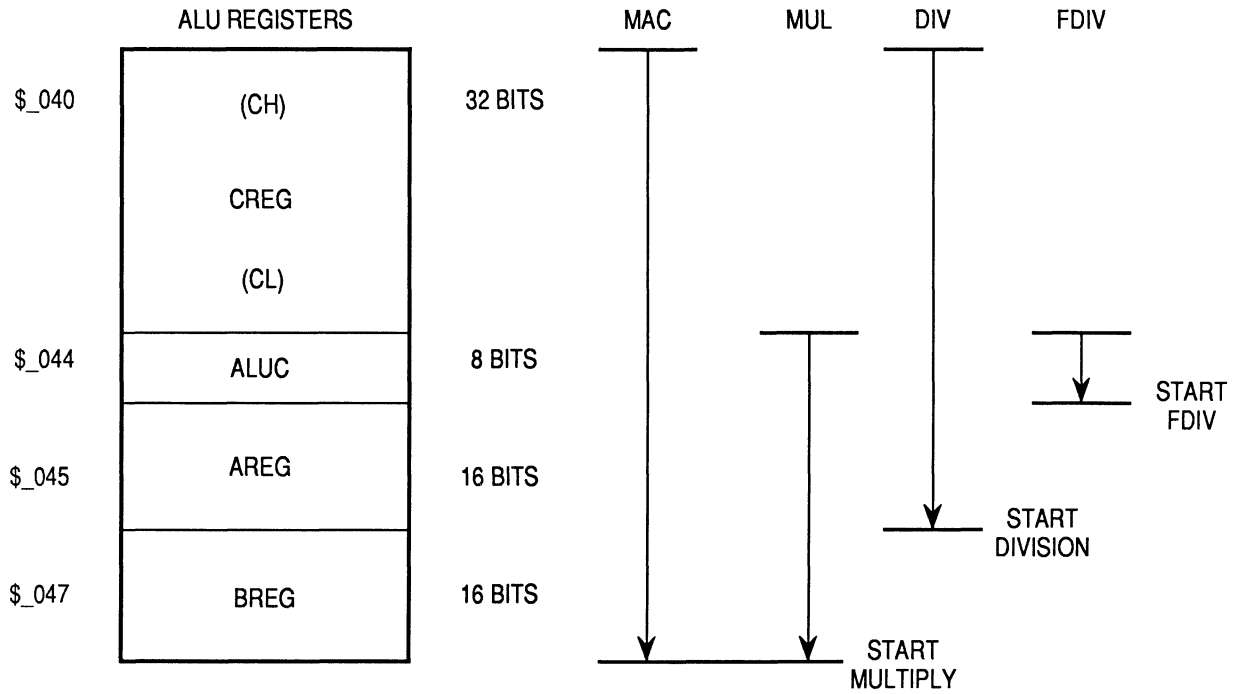 ALU REGISTERS MAC MUL DIV FDIV
$_040 (CH) 32 BITS
CREG
(CL)
$_044 ALUC 8 BITS
START
FDIV
$_045 AREG 16 BITS
START
DIVISION
$_047 BREG 16 BITS
START
MULTIPLY